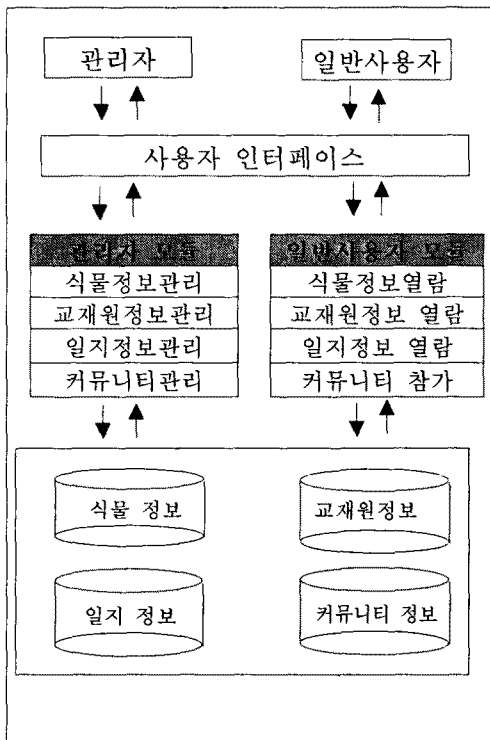 관리자
일반사용자
사용자 인터페이스
관리자 모듈
식물정보관리
교재원정보관리
일지정보관리
커뮤니티관리
일반사용자 모듈
식물정보열람
교재원정보 열람
일지정보 열람
커뮤니티 참가
식물 정보
교재원정보
일지 정보
커뮤니티 정보